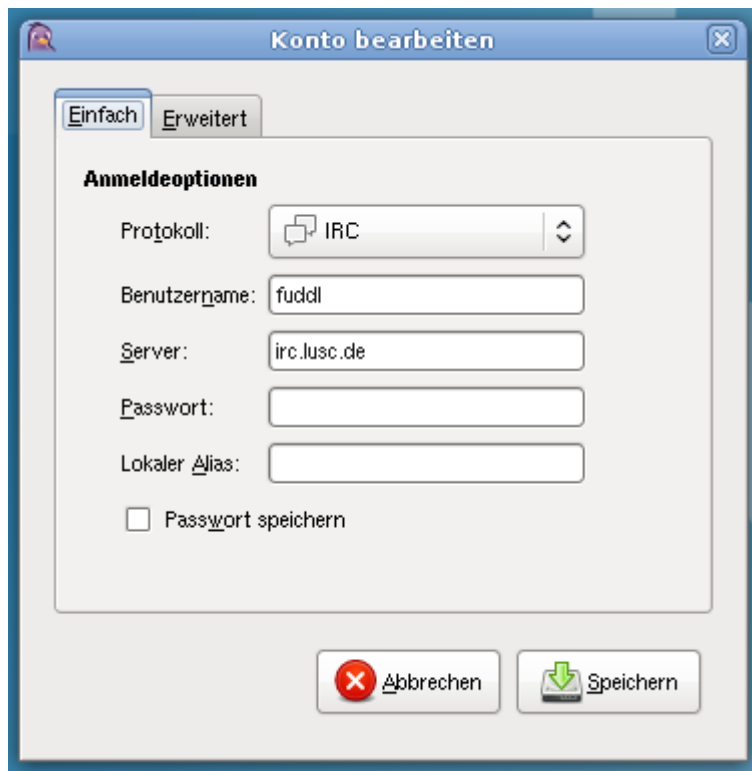 Konto bearbeiten
Einfach Erweitert
Anmeldeoptionen
Protokoll: IRC
Benutzername: fuddl
Server: irc.lusc.de
Passwort:
Lokaler Alias:
Passwort speichern
Abbrechen Speichern